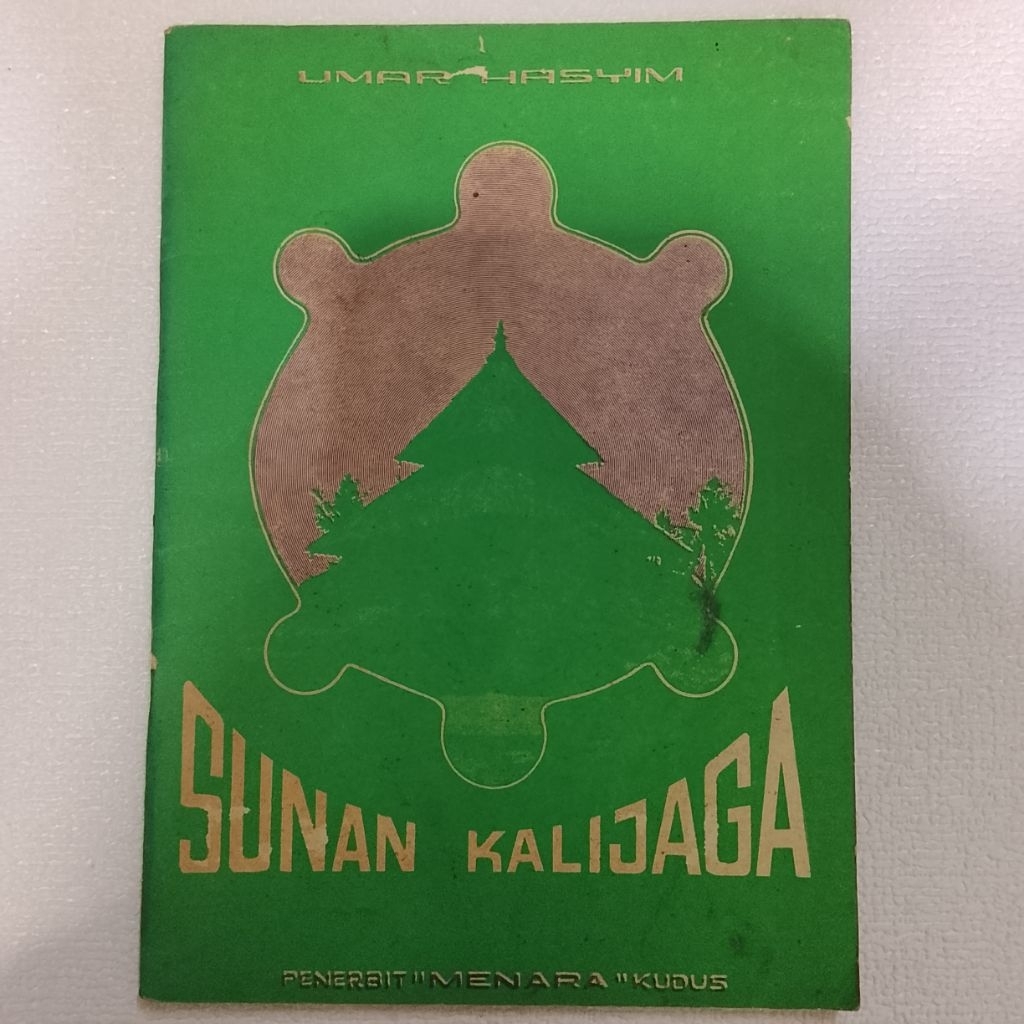 UMAR HASYIM
SUNAN KALIJAGA
PENERBIT "MENARA" KUDUS